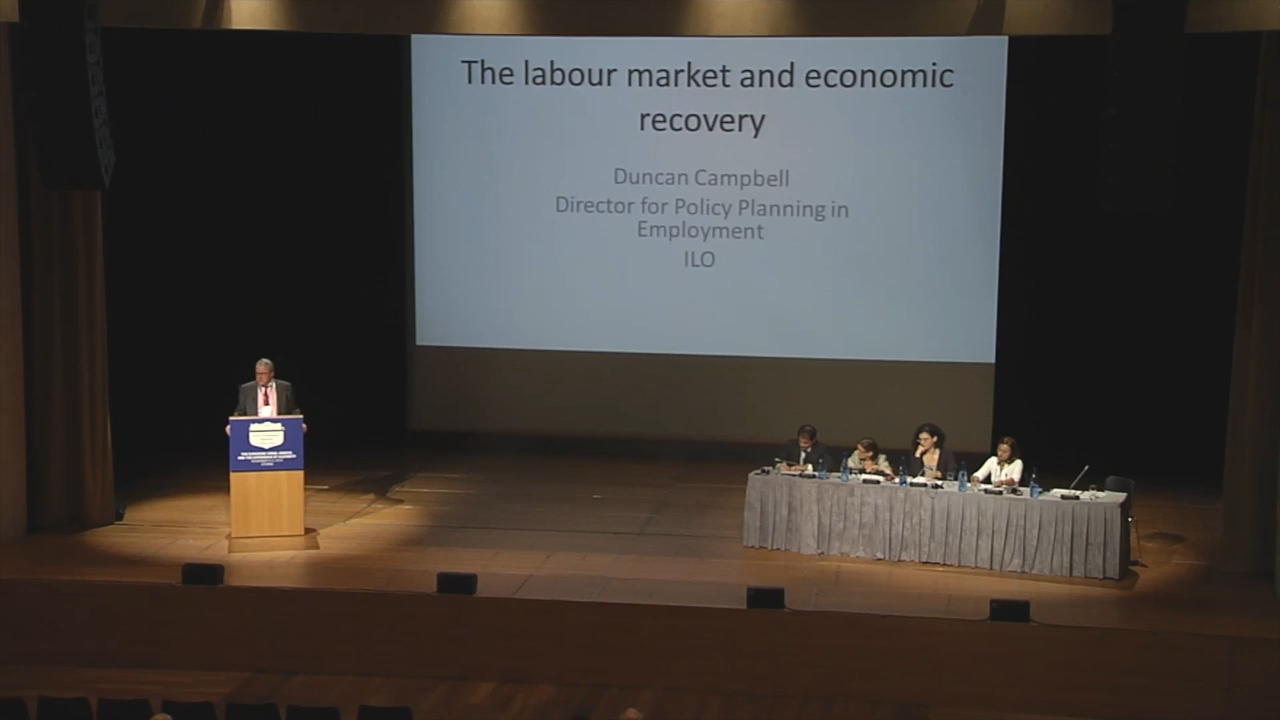 The labour market and economic
recovery
Duncan Campbell
Director for Policy Planning in
Employment
ILO